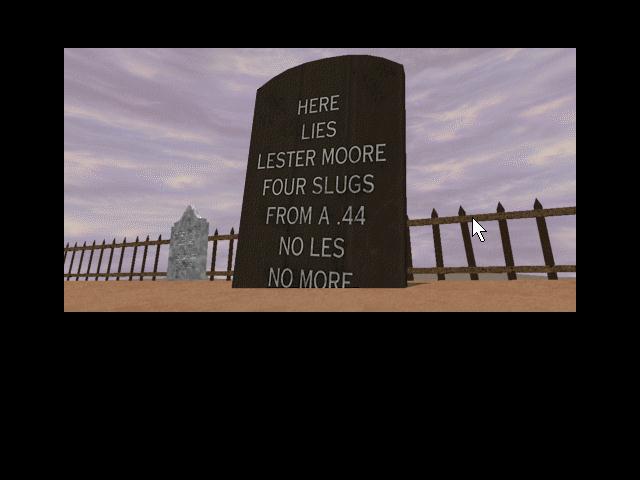 HERE
LIES
LESTER MOORE
FOUR SLUGS
FROM A .44
NO LES
NO MORE